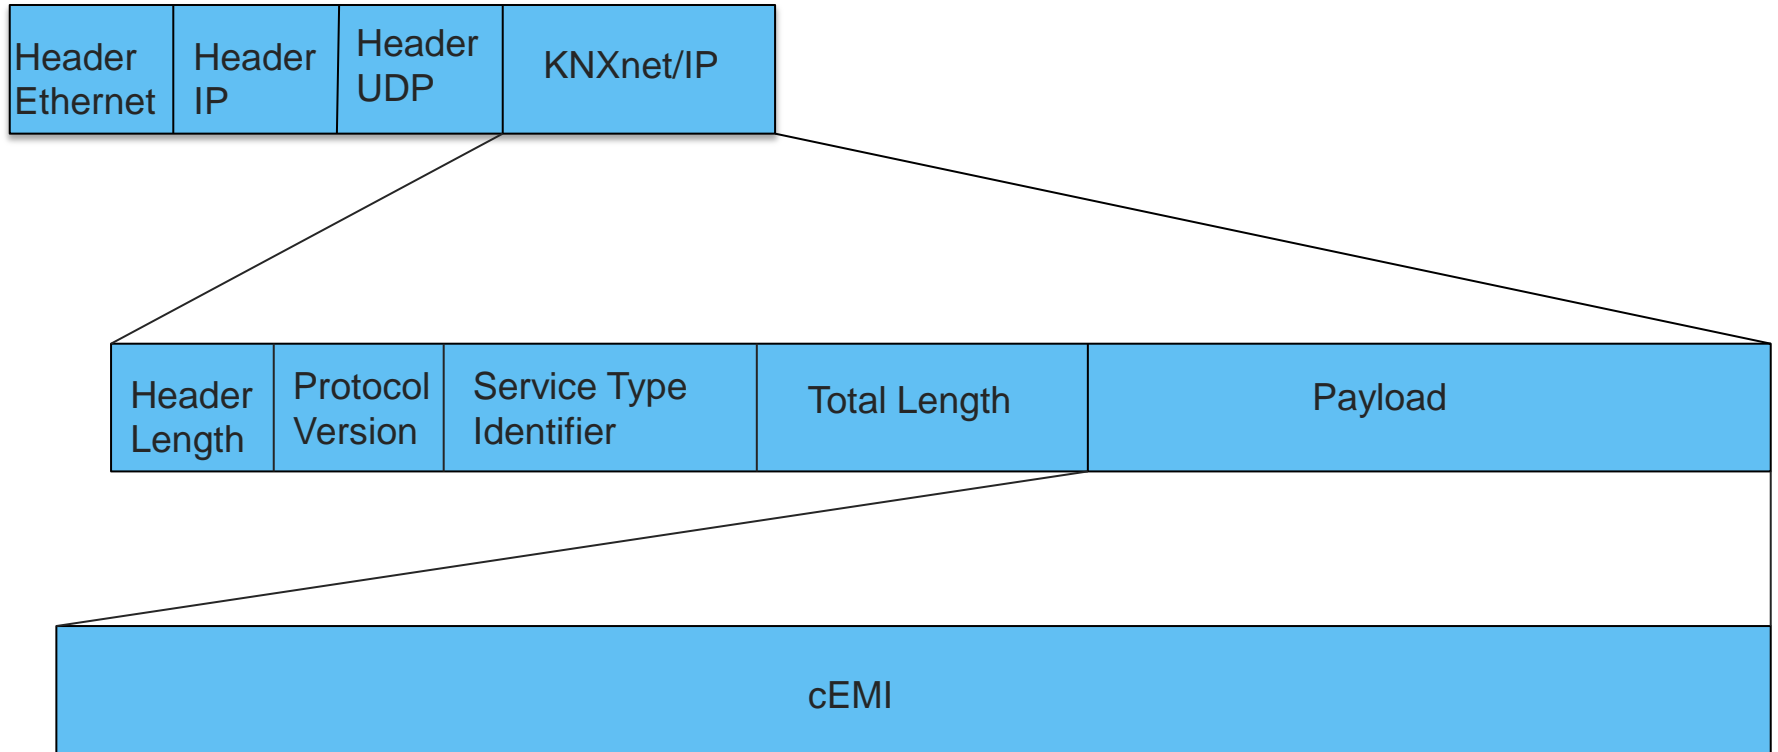 Header
Ethernet
Header
IP
Header
UDP
KNXnet/IP
Header
Length
Protocol
Version
Service Type
Identifier
Total Length
Payload
cEMI